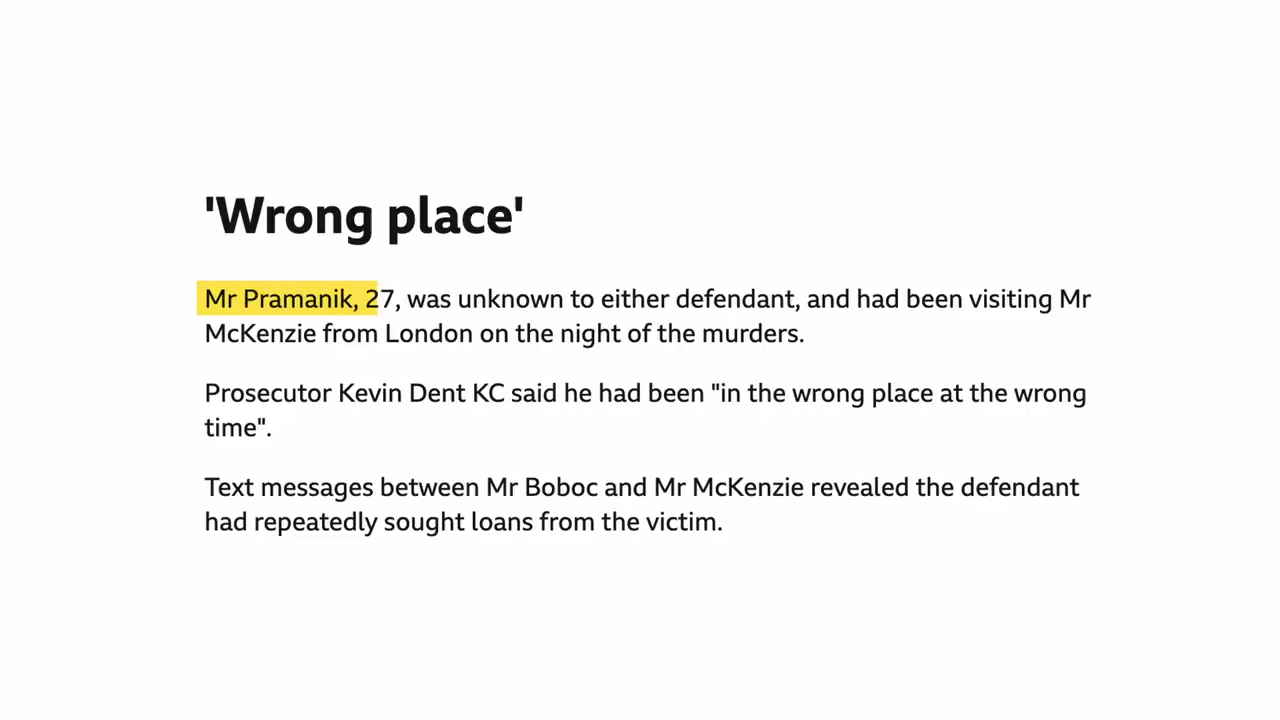 'Wrong place'
Mr Pramanik, 27, was unknown to either defendant, and had been visiting Mr
McKenzie from London on the night of the murders.
Prosecutor Kevin Dent KC said he had been "in the wrong place at the wrong
time".
Text messages between Mr Boboc and Mr McKenzie revealed the defendant
had repeatedly sought loans from the victim.